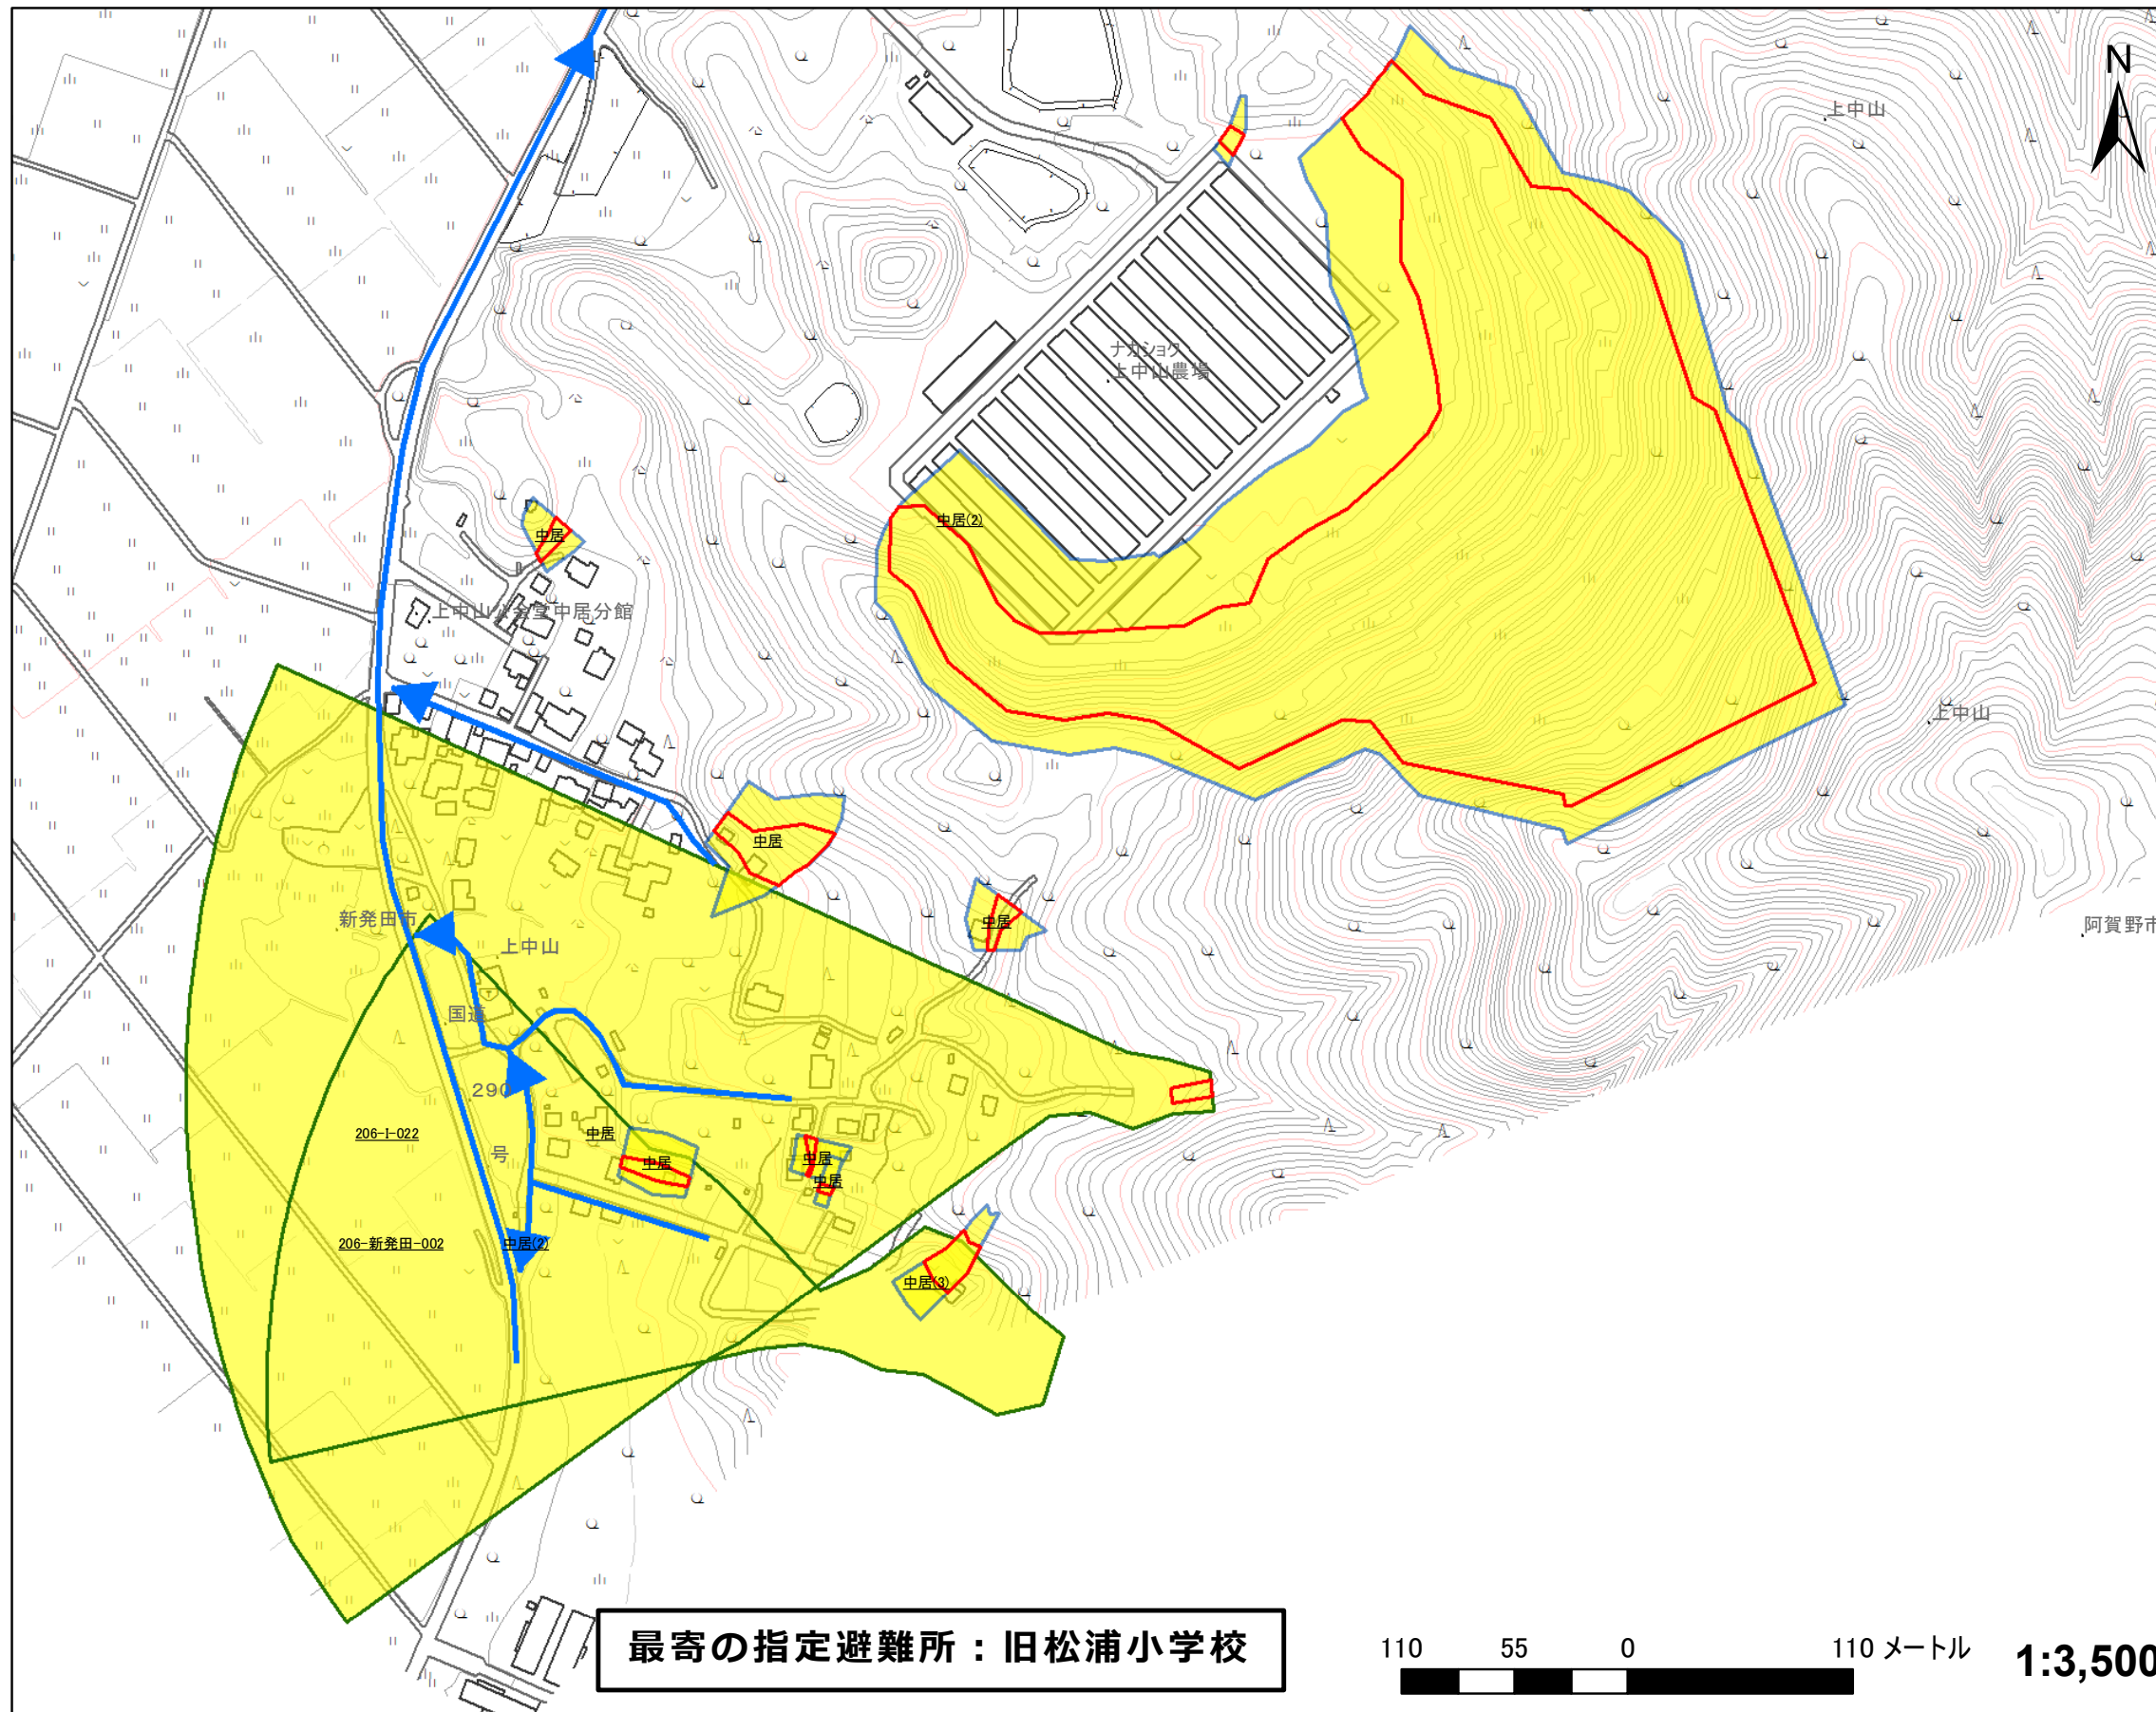 N
上中山
ナカショク
上中山農場
中居(2)
中居
上中山公会堂中居分館
上中山
中居
中居
新発田市
上中山
阿賀野市
国道
290
号
206-I-022
中居
中居
中居
中居
206-新発田-002
中居(2)
中居(3)
最寄の指定避難所：旧松浦小学校
110 55 0 110 メートル
1:3,500